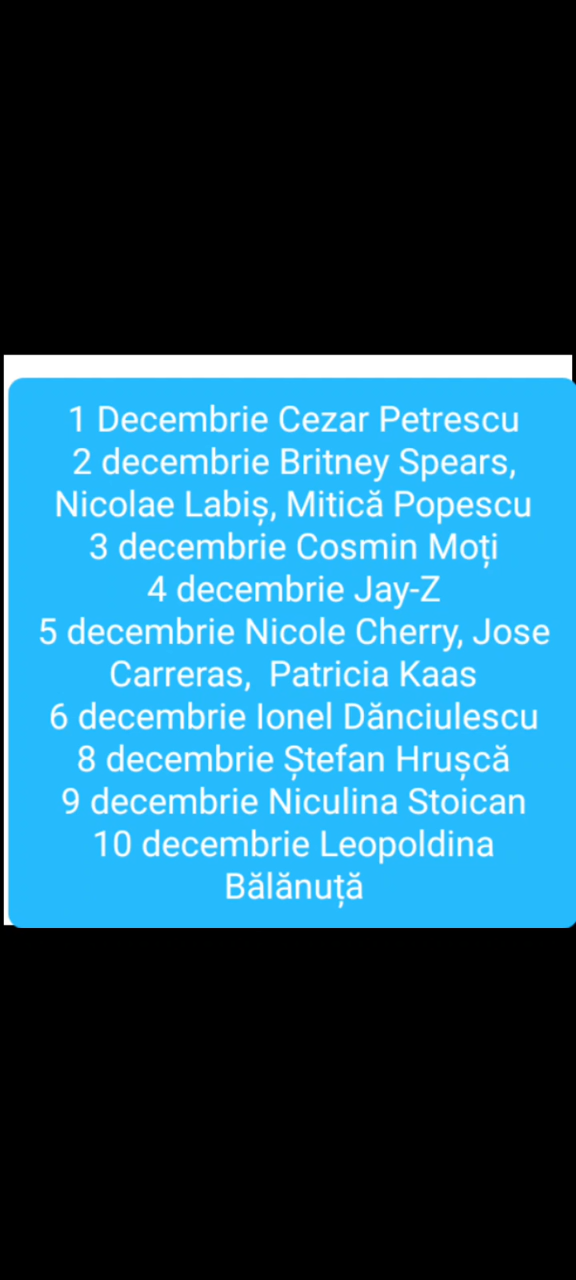 1 Decembrie Cezar Petrescu
2 decembrie Britney Spears,
Nicolae Labiș, Mitică Popescu
3 decembrie Cosmin Moți
4 decembrie Jay-Z
5 decembrie Nicole Cherry, Jose
Carreras,  Patricia Kaas
6 decembrie Ionel Dănciulescu
8 decembrie Ștefan Hrușcă
9 decembrie Niculina Stoican
10 decembrie Leopoldina
Bălănuță